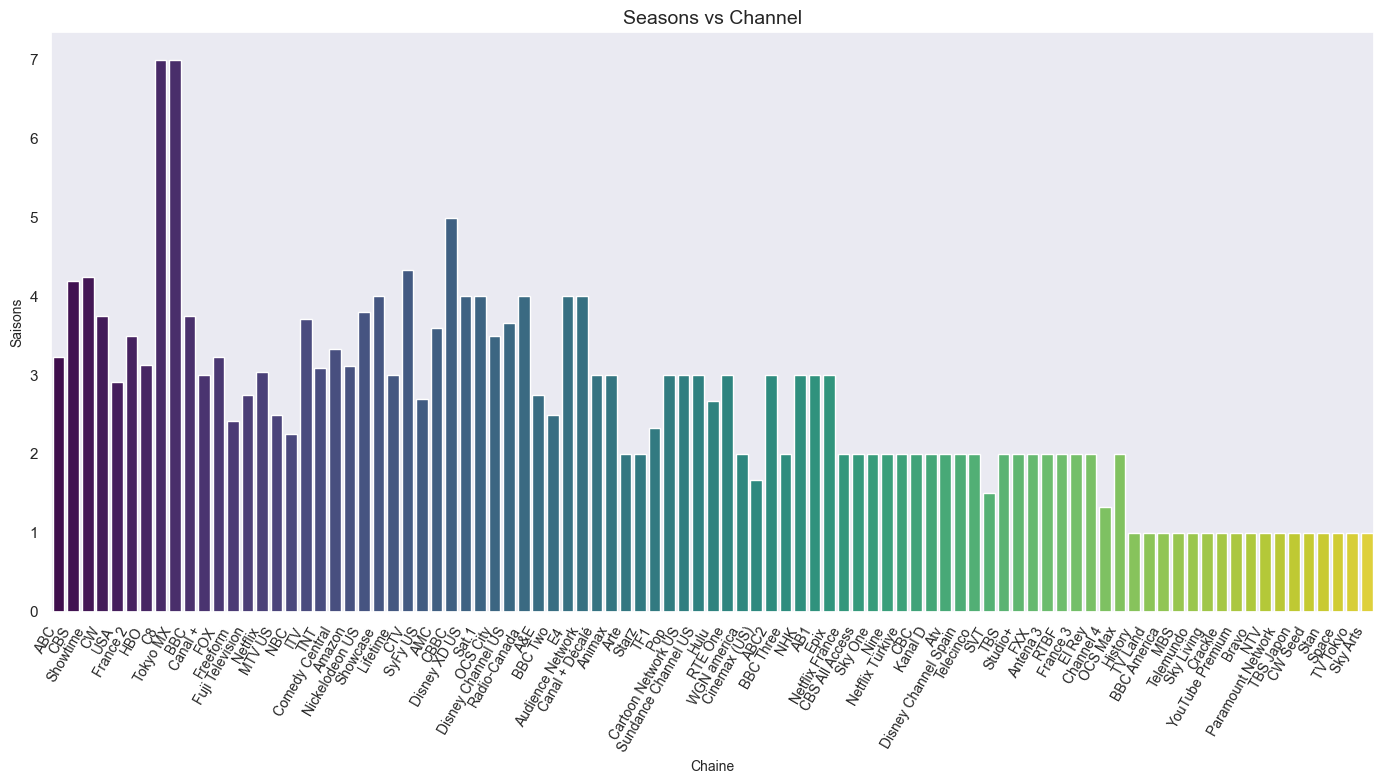 Seasons vs Channel
7
6
5
4
3
2
1
0
Saisons
ABC
CBS
Showtime
CW
USA
France 2
HBO
C8
Tokyo MX
BBC
Canal +
FOX
Freeform
Fuji Television
Netflix
MTV US
NBC
ITV
TNT
Comedy Central
Amazon
Nickelodeon US
Showcase
Lifetime
CTV
SyFy US
AMC
CBBC
Disney XD US
Sat.1
OCS City
Disney Channel US
Radio-Canada
A&E
BBC Two
E4
Audience Network
Canal + Décalé
Animax
Arte
Starz
TF1
Pop
Cartoon Network US
Sundance Channel US
Hulu
RTE One
WGN america
Cinemax (US)
ABC2
BBC Three
NHK
AB1
Epix
Netflix France
CBS All Access
Sky One
Nine
Netflix Turkiye
CBC
Kanal D
Atv
Disney Channel Spain
Telecinco
SVT
TBS
Studio+
FXX
Antena 3
RTBF
France 3
El Rey
Channel 4
OCS Max
History
TV Land
BBC America
MBS
Telemundo
Sky Living
Crackle
YouTube Premium
Bravo
NTV
Paramount Network
TBS Japon
CW Seed
Stan
Space
TV Tokyo
Sky Arts
Chaine